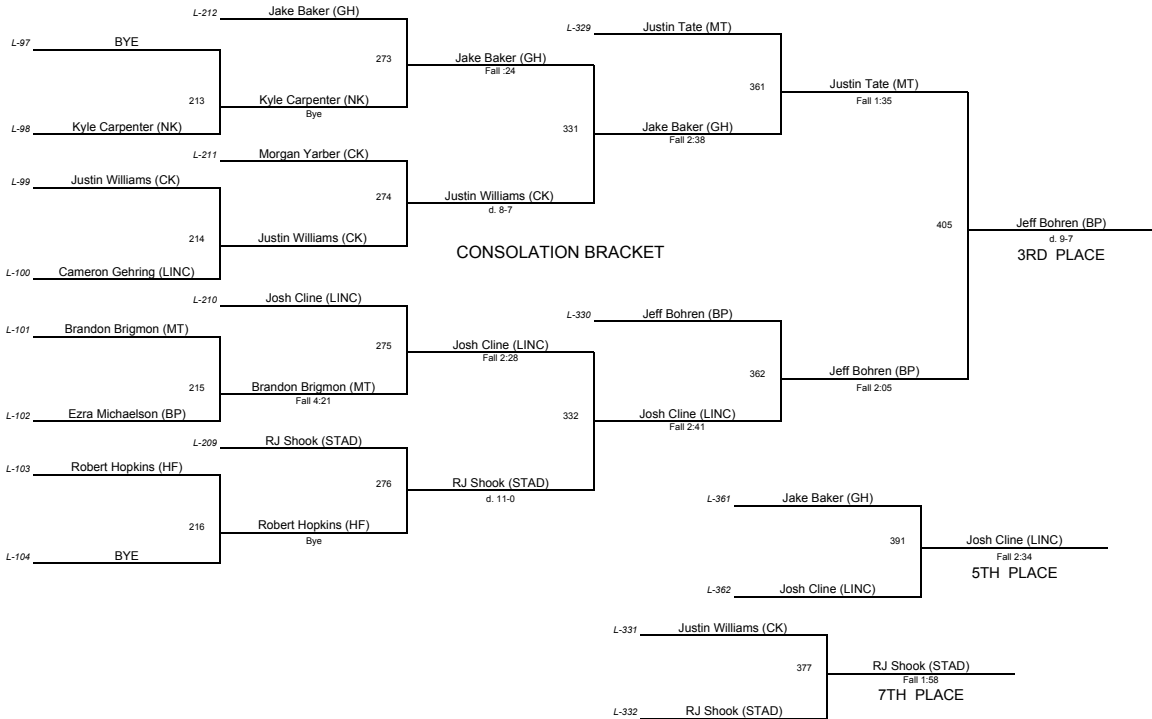 L-212 Jake Baker (GH)
L-97 BYE
273
Jake Baker (GH)
Fall :24
213
Kyle Carpenter (NK)
Bye
L-98 Kyle Carpenter (NK)
331
L-211 Morgan Yarber (CK)
L-99 Justin Williams (CK)
274
Justin Williams (CK)
d. 8-7
214
Justin Williams (CK)
L-100 Cameron Gehring (LINC)
L-329 Justin Tate (MT)
361
Justin Tate (MT)
Fall 1:35
Jake Baker (GH)
Fall 2:38
405
Jeff Bohren (BP)
d. 9-7
3RD PLACE
CONSOLATION BRACKET
L-210 Josh Cline (LINC)
L-101 Brandon Brigmon (MT)
275
Josh Cline (LINC)
Fall 2:28
215
Brandon Brigmon (MT)
Fall 4:21
L-102 Ezra Michaelson (BP)
332
L-209 RJ Shook (STAD)
L-103 Robert Hopkins (HF)
276
RJ Shook (STAD)
d. 11-0
216
Robert Hopkins (HF)
Bye
L-104 BYE
L-330 Jeff Bohren (BP)
362
Jeff Bohren (BP)
Fall 2:05
Josh Cline (LINC)
Fall 2:41
L-361 Jake Baker (GH)
391
Josh Cline (LINC)
Fall 2:34
5TH PLACE
L-362 Josh Cline (LINC)
L-331 Justin Williams (CK)
377
RJ Shook (STAD)
Fall 1:58
7TH PLACE
L-332 RJ Shook (STAD)